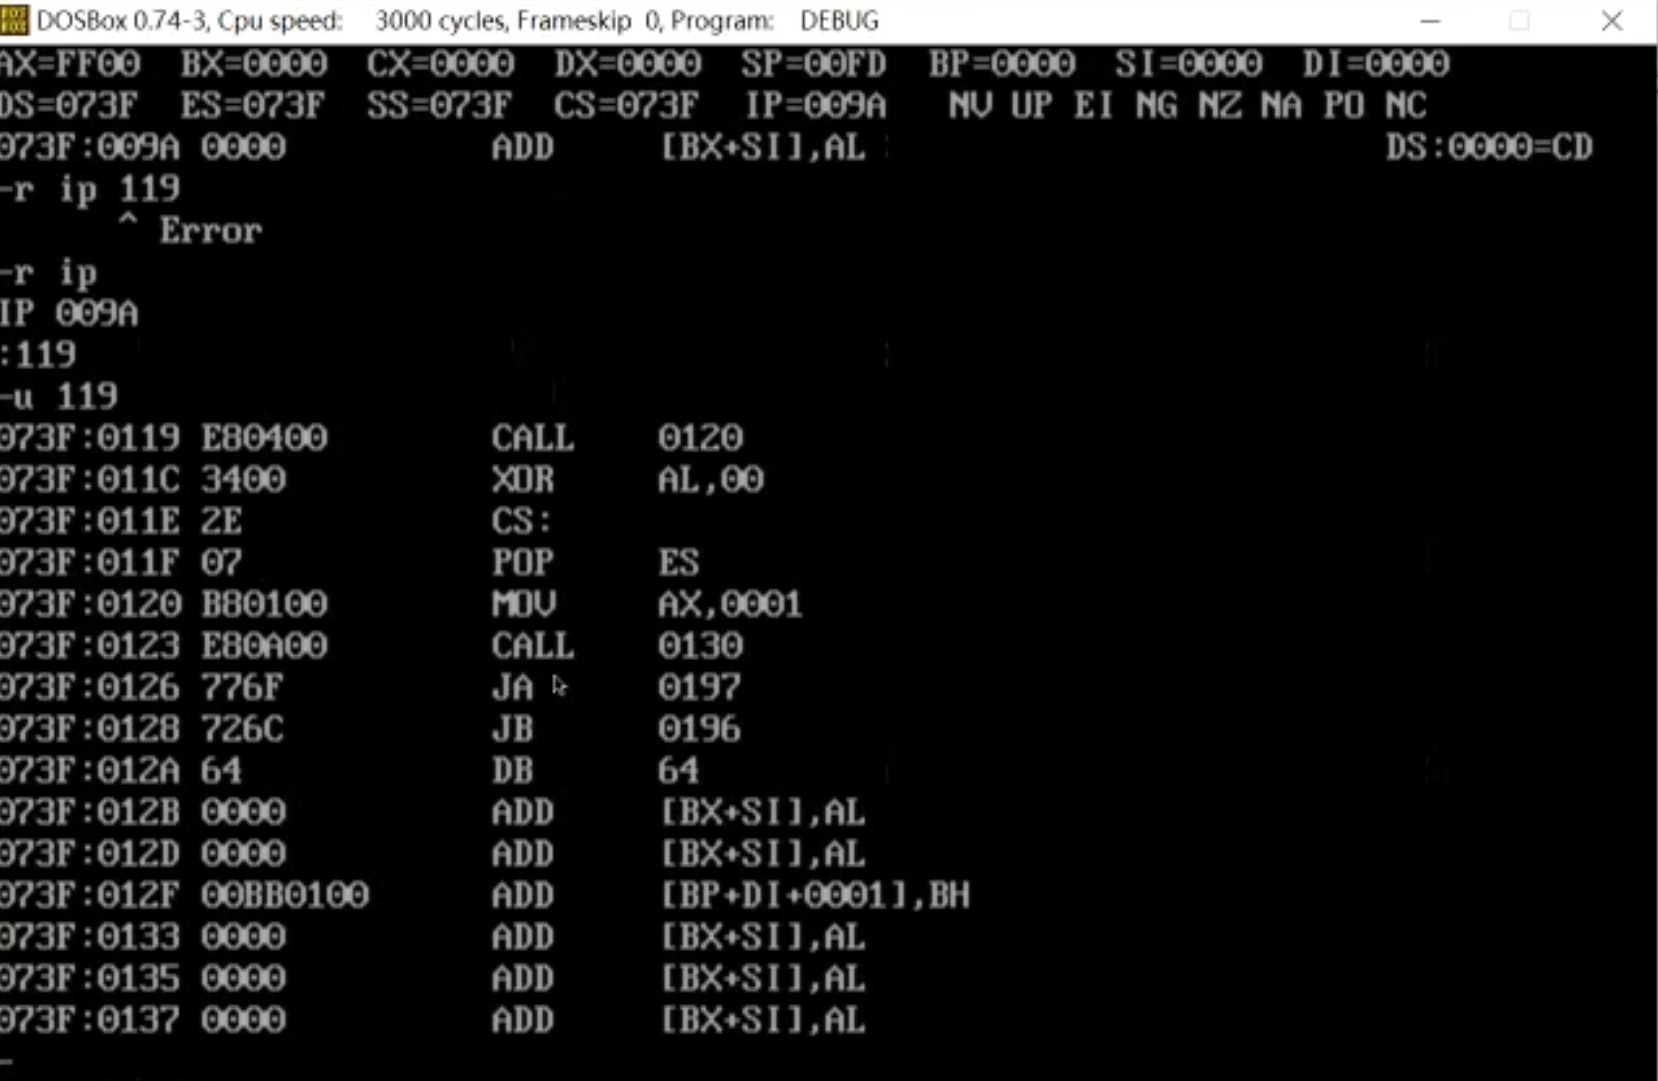 DOSBox 0.74-3, Cpu speed: 3000 cycles, Frameskip 0, Program: DEBUG
AX=FF00 BX=0000 CX=0000 DX=0000 SP=00FD BP=0000 SI=0000 DI=0000
DS=073F ES=073F SS=073F CS=073F IP=009A NV UP EI NG NZ NA PO NC
073F:009A 0000 ADD [BX+SI],AL DS:0000=CD
-r ip 119
^ Error
-r ip
IP 009A
:119
-u 119
073F:0119 E80400 CALL 0120
073F:011C 3400 XOR AL,00
073F:011E 2E CS:
073F:011F 07 POP ES
073F:0120 B80100 MOV AX,0001
073F:0123 E80A00 CALL 0130
073F:0126 776F JA 0197
073F:0128 726C JB 0196
073F:012A 64 DB 64
073F:012B 0000 ADD [BX+SI],AL
073F:012D 0000 ADD [BX+SI],AL
073F:012F 00BB0100 ADD [BP+DI+0001],BH
073F:0133 0000 ADD [BX+SI],AL
073F:0135 0000 ADD [BX+SI],AL
073F:0137 0000 ADD [BX+SI],AL
-